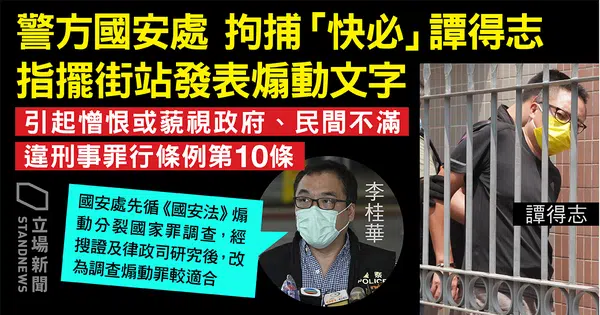 警方國安處 拘捕「快必」譚得志
指擺街站發表煽動文字
引起憎恨或藐視政府、民間不滿
違刑事罪行條例第10條
國安處先循《國安法》煽
動分裂國家罪調查，經
搜證及律政司研究後，改
為調查煽動罪較適合
李桂華
POLICE
譚得志
立場新聞
STANDNEWS